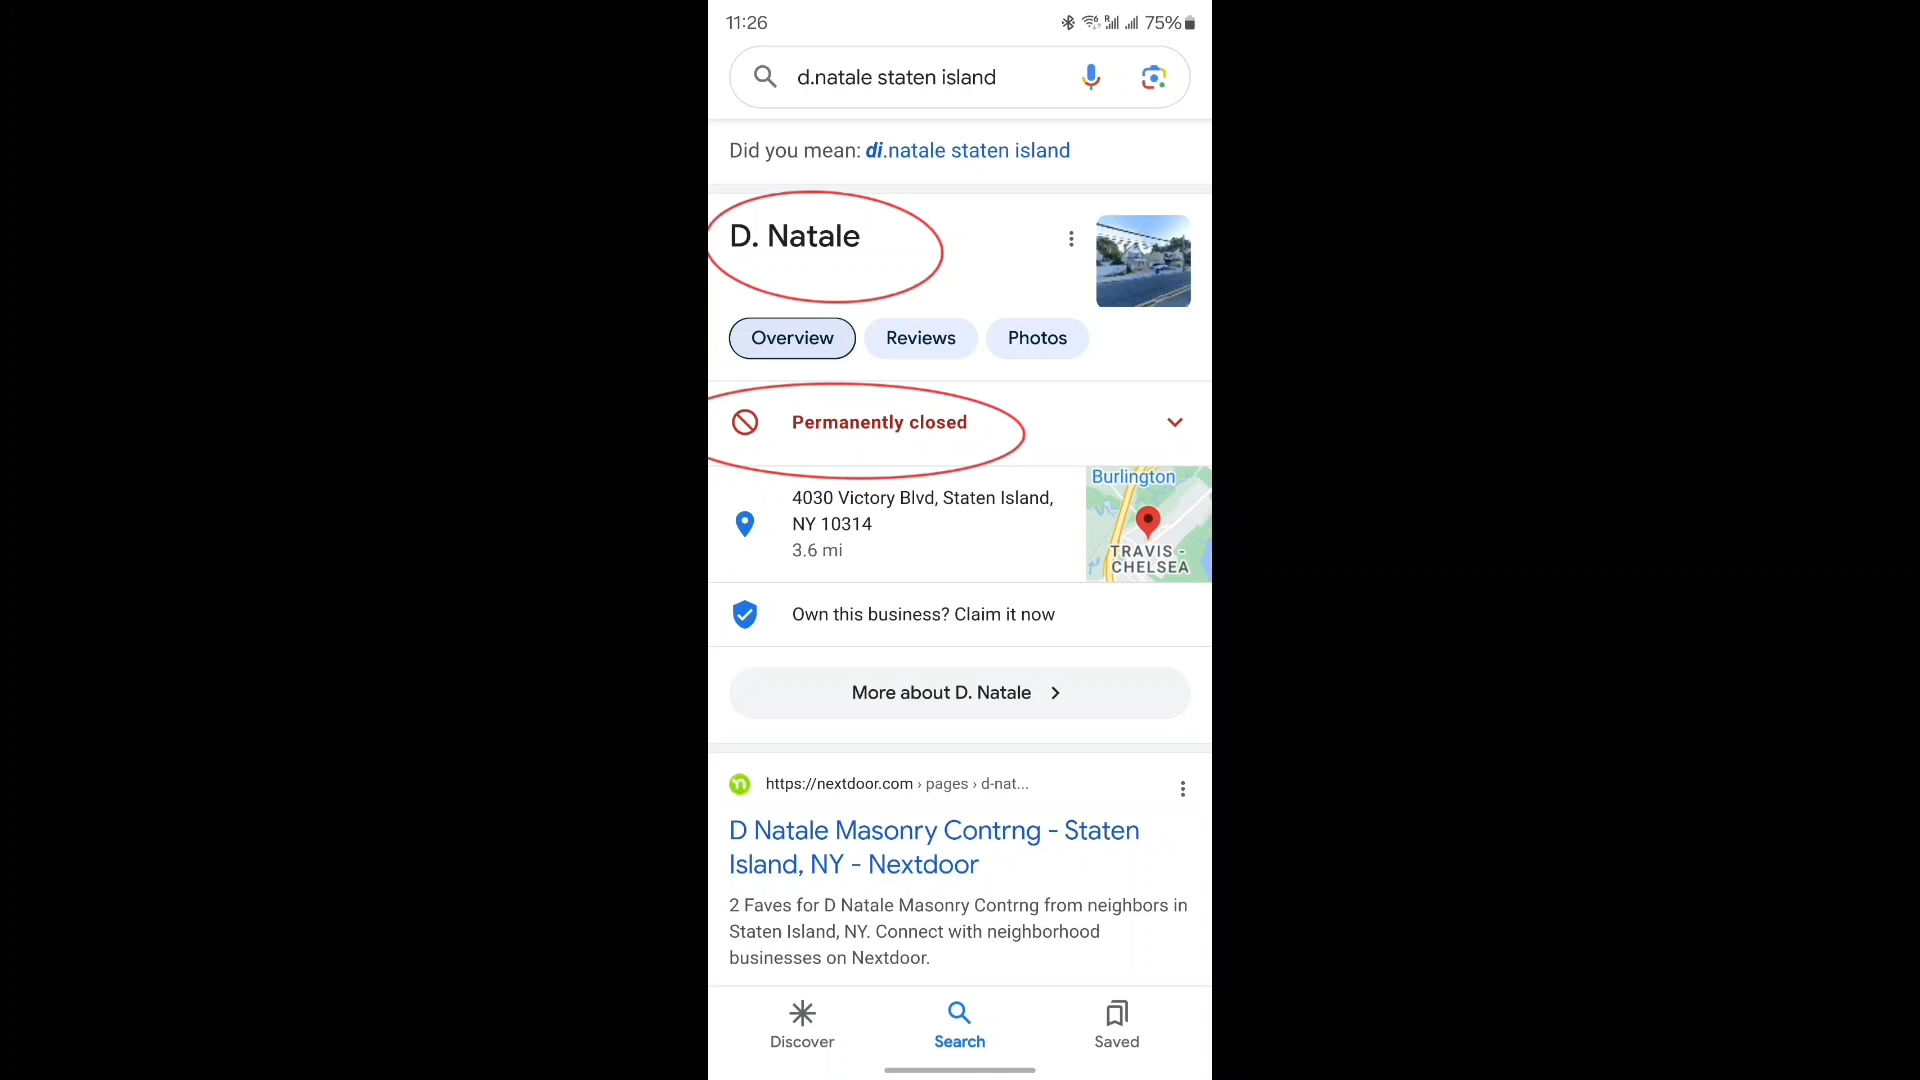 11:26
75%
d.natale staten island
Did you mean: di.natale staten island
D. Natale
Overview
Reviews
Photos
Permanently closed
4030 Victory Blvd, Staten Island,
NY 10314
3.6 mi
Burlington
TRAVIS -
CHELSEA
Own this business? Claim it now
More about D. Natale
https://nextdoor.com › pages › d-nat...
D Natale Masonry Contrng - Staten
Island, NY - Nextdoor
2 Faves for D Natale Masonry Contrng from neighbors in
Staten Island, NY. Connect with neighborhood
businesses on Nextdoor.
Discover
Search
Saved